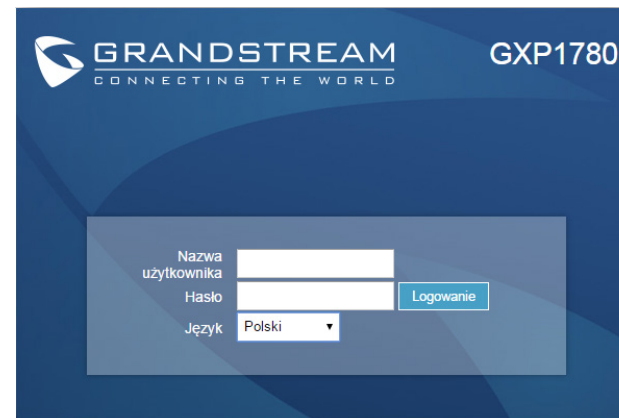 GRANDSTREAM
CONNECTING THE WORLD
GXP1780
Nazwa
użytkownika
Hasło
Logowanie
Język
Polski